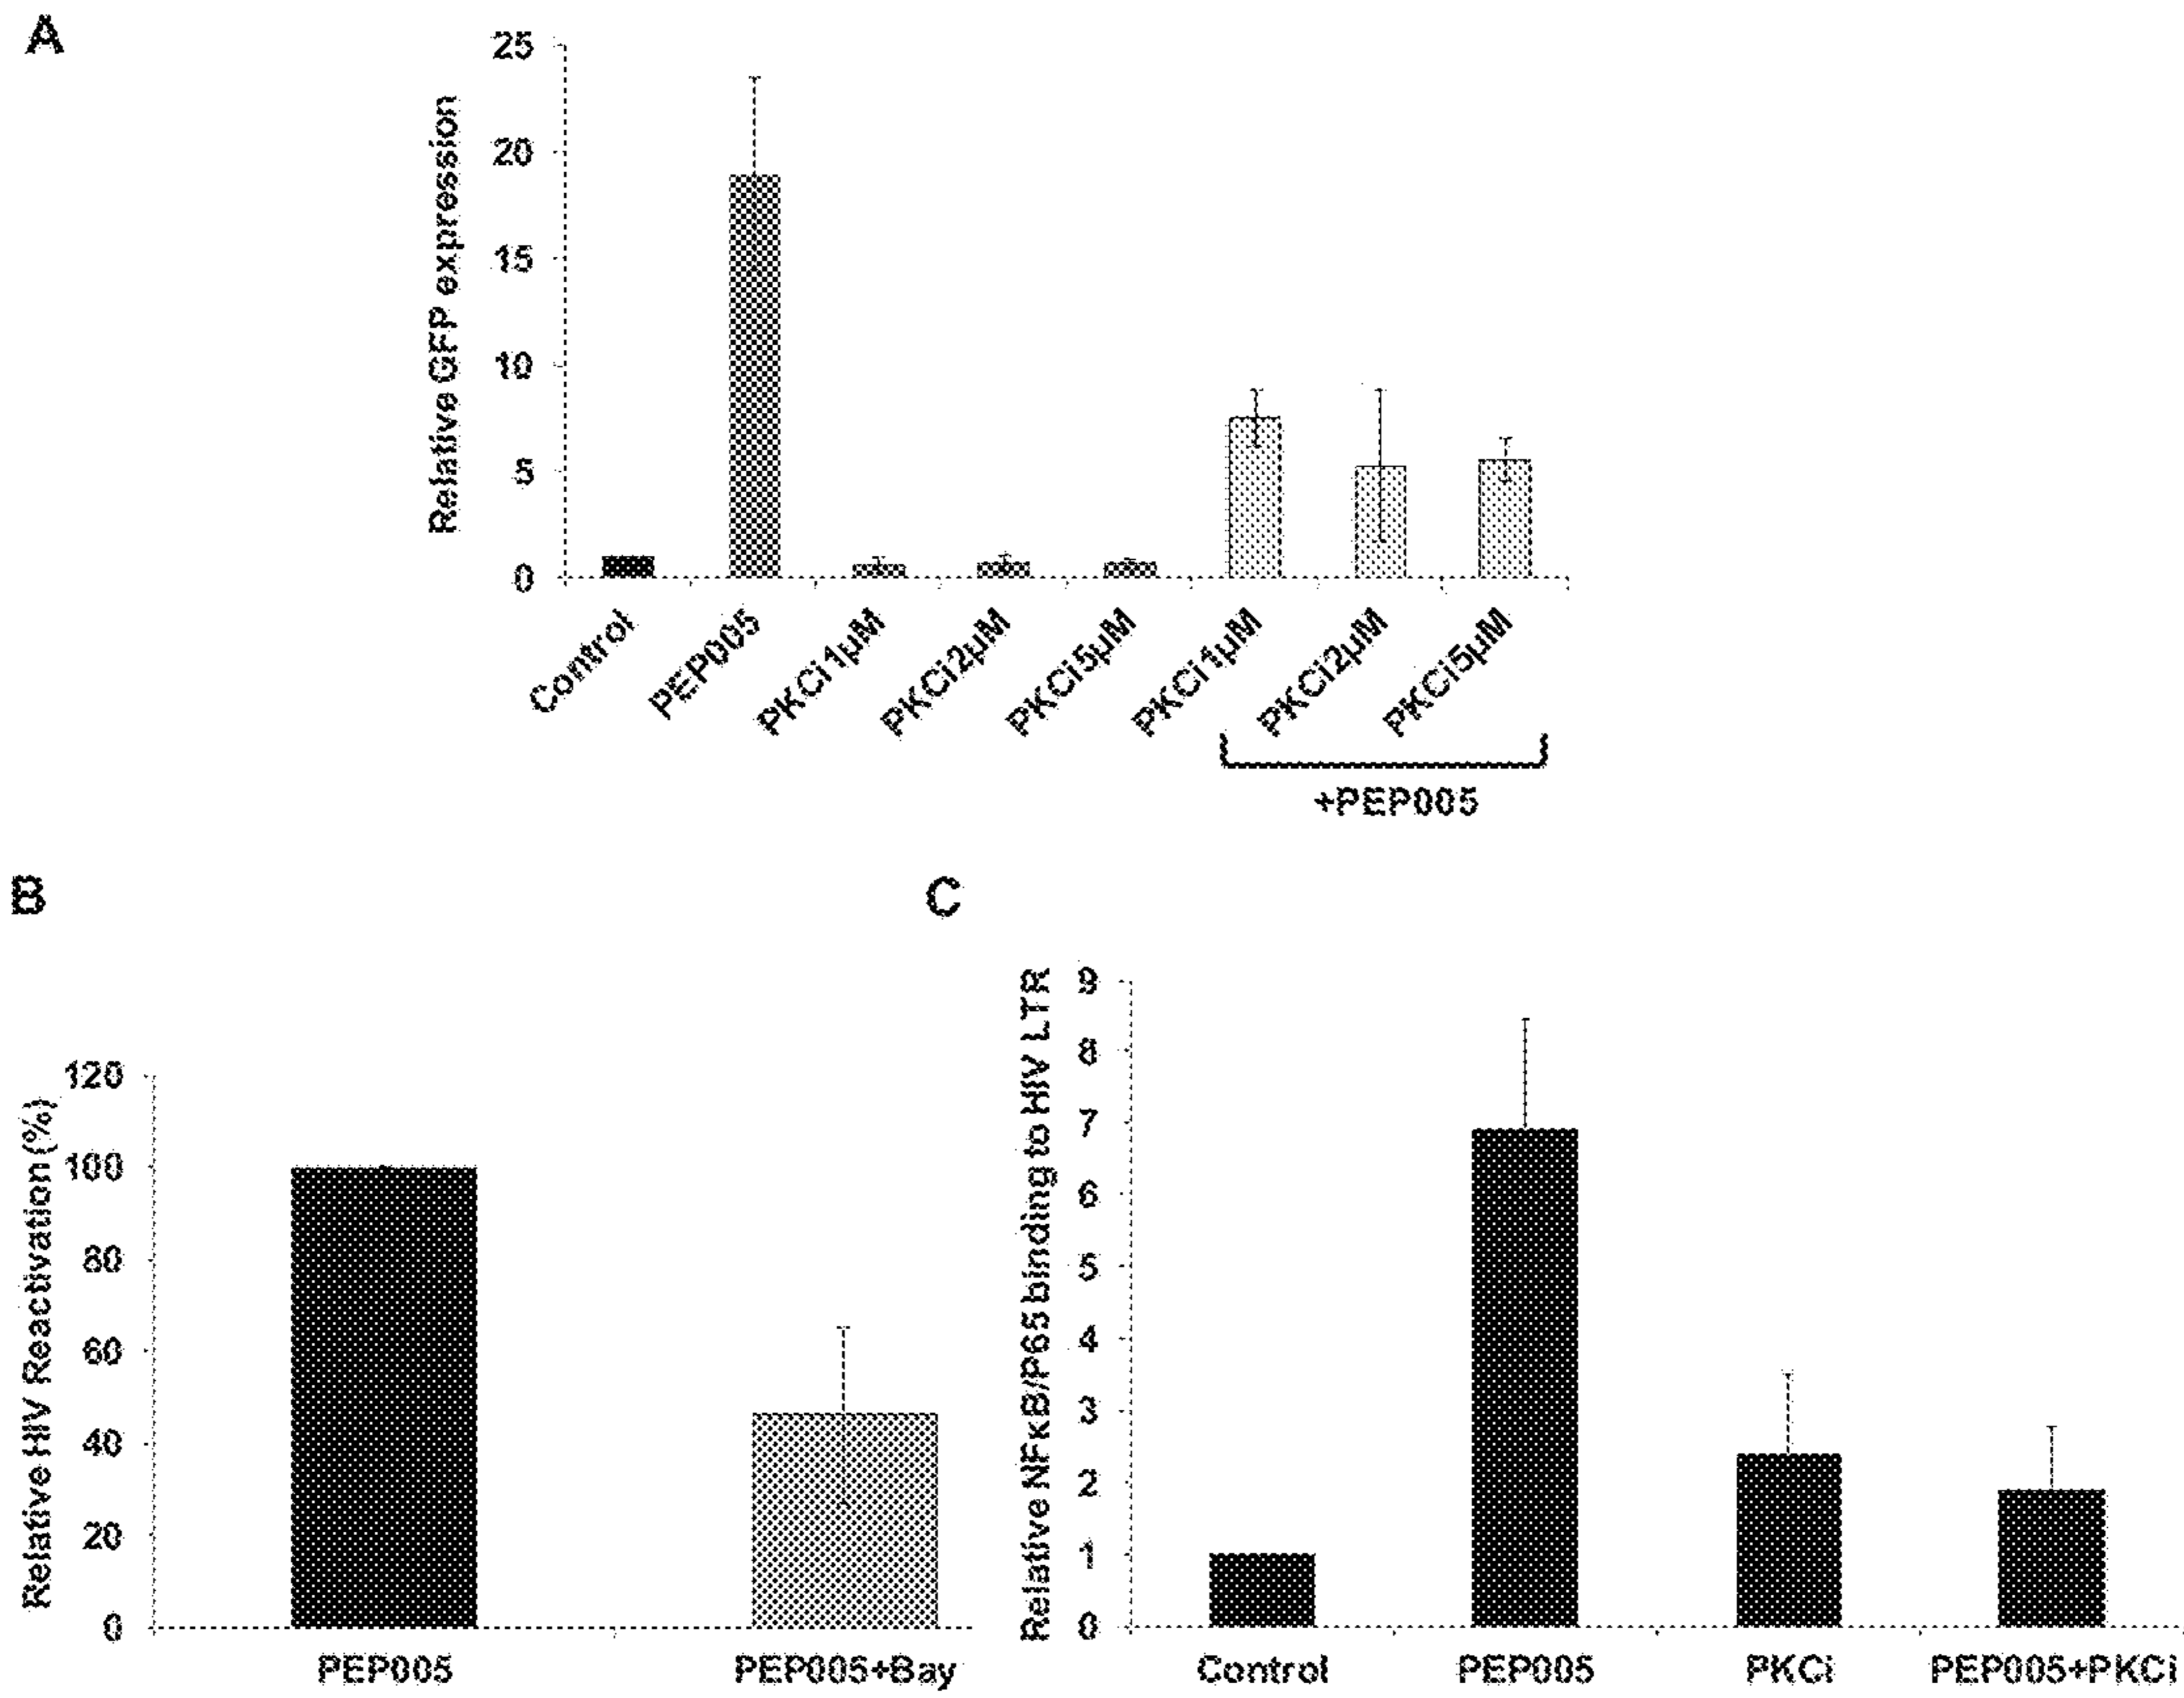 A
25
20
15
10
5
0
Relative GFP expression
Control
PEP005
PKCi1μM
PKCi2μM
PKCi5μM
PKCi1μM
PKCi2μM
PKCi5μM
+PEP005
B
120
100
80
60
40
20
0
Relative HIV Reactivation (%)
PEP005
PEP005+Bay
C
9
8
7
6
5
4
3
2
1
0
Relative NFκB/P65 binding to HIV LTR
Control
PEP005
PKCi
PEP005+PKCi